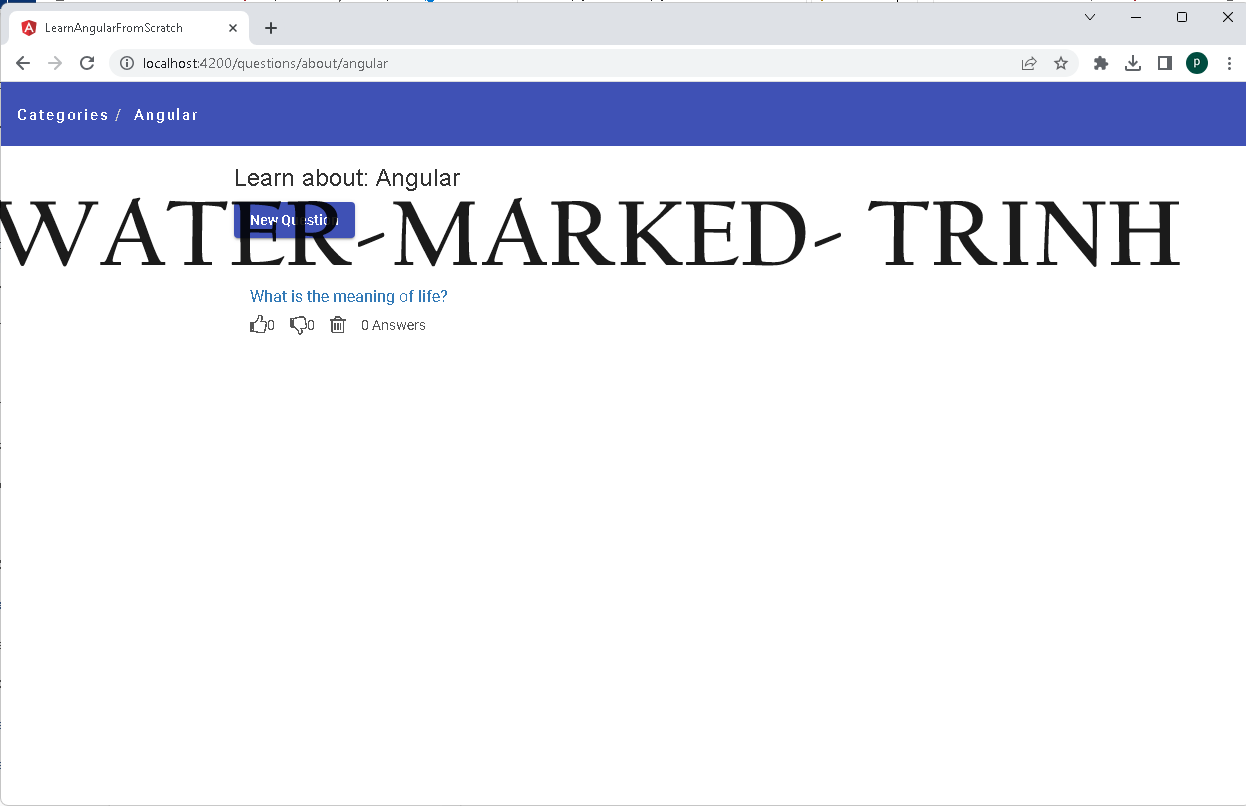 LearnAngularFromScratch
localhost:4200/questions/about/angular
p
Categories / Angular
Learn about: Angular
New Question
WATER-MARKED- TRINH
What is the meaning of life?
0 0 0 Answers